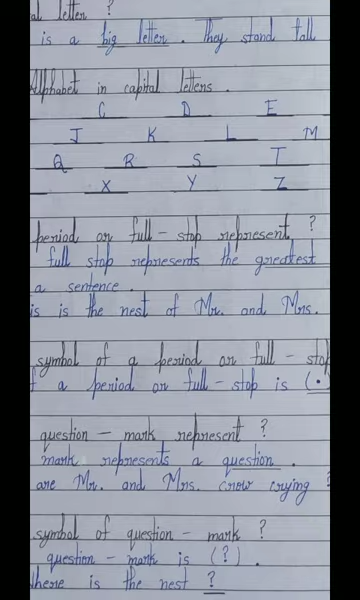 al letter ?
is a big letter. They stand tall
Alphabet in capital letters.
C D E
J K L M
Q R S T
X Y Z
period or full-stop represent ?
full stop represents the greatest
a sentence.
is is the nest of Mr. and Mrs.
symbol of a period or full-stop
f a period or full-stop is (.)
question-mark represent ?
mark represents a question.
are Mr. and Mrs. crow crying ?
symbol of question-mark ?
question-mark is (?).
there is the nest ?